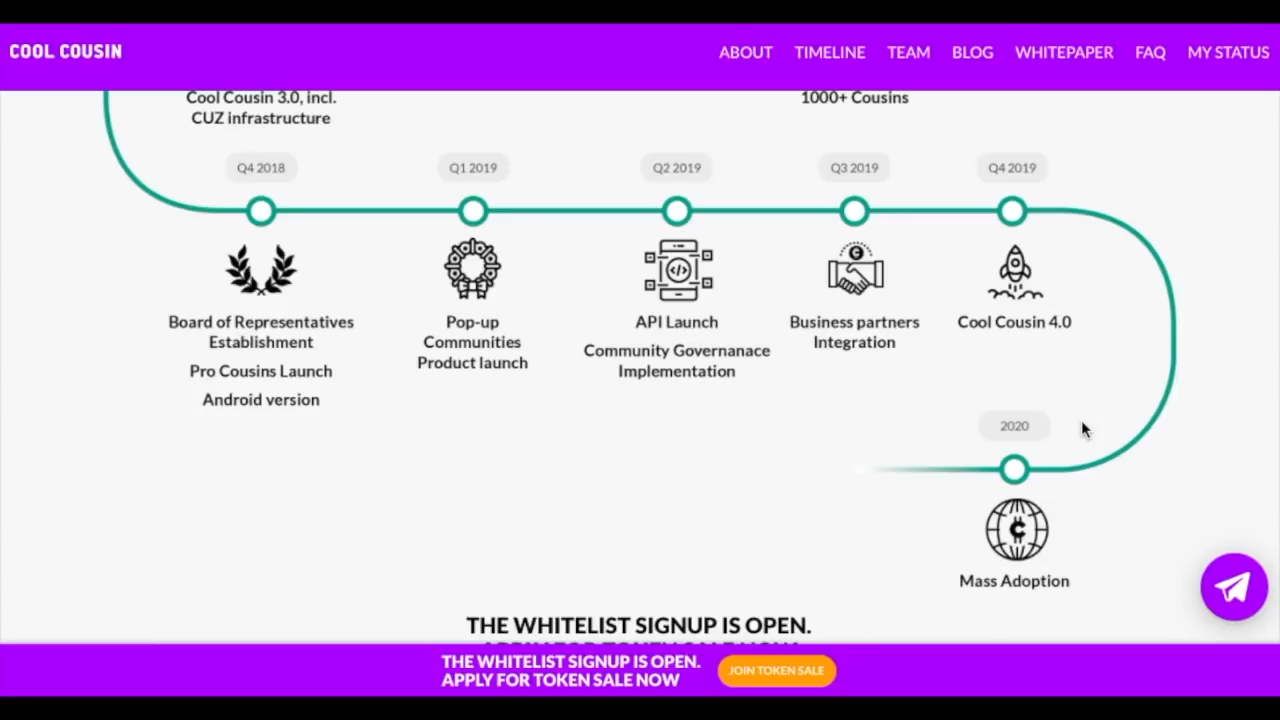 COOL COUSIN
ABOUT TIMELINE TEAM BLOG WHITEPAPER FAQ MY STATUS
Cool Cousin 3.0, incl.
CUZ infrastructure
1000+ Cousins
Q4 2018
Q1 2019
Q2 2019
Q3 2019
Q4 2019
Board of Representatives
Establishment
Pro Cousins Launch
Android version
Pop-up
Communities
Product launch
API Launch
Community Governanace
Implementation
Business partners
Integration
Cool Cousin 4.0
2020
Mass Adoption
THE WHITELIST SIGNUP IS OPEN.
THE WHITELIST SIGNUP IS OPEN.
APPLY FOR TOKEN SALE NOW
JOIN TOKEN SALE